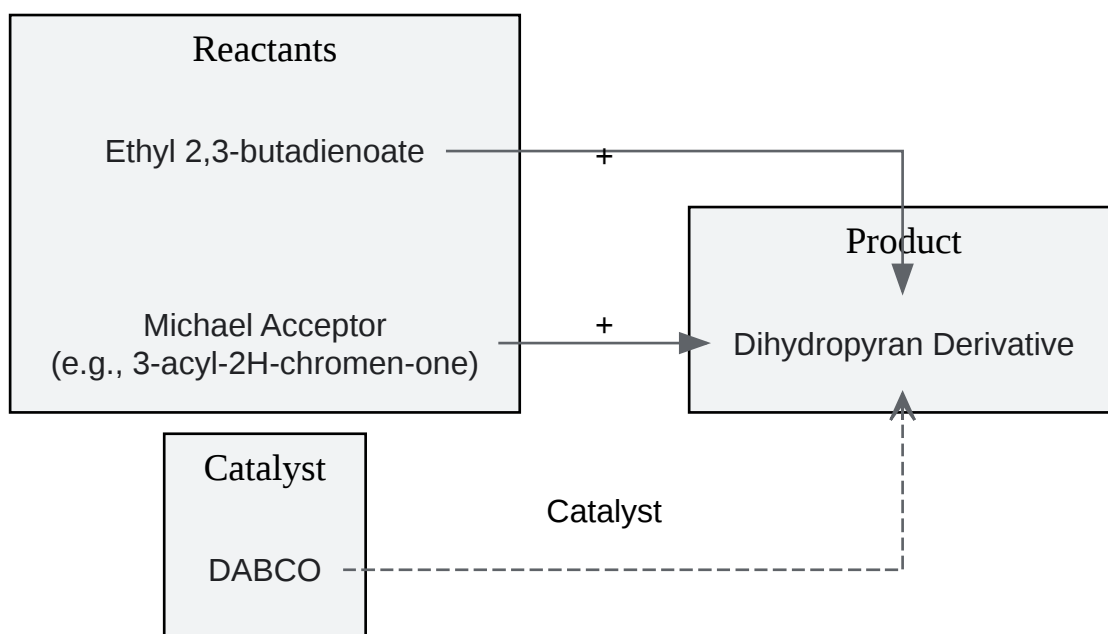 Reactants
Ethyl 2,3-butadienoate
+
Product
Michael Acceptor
(e.g., 3-acyl-2H-chromen-one)
+
Dihydropyran Derivative
Catalyst
Catalyst
DABCO